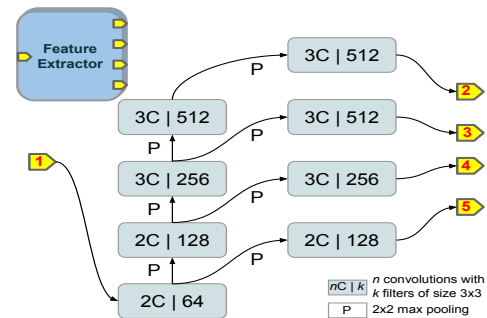 Feature
Extractor
P
3C | 512
2
3C | 512
P
3C | 512
3
P
1
3C | 256
P
3C | 256
4
P
2C | 128
P
2C | 128
5
P
2C | 64
nC | k
n convolutions with
k filters of size 3x3
P
2x2 max pooling